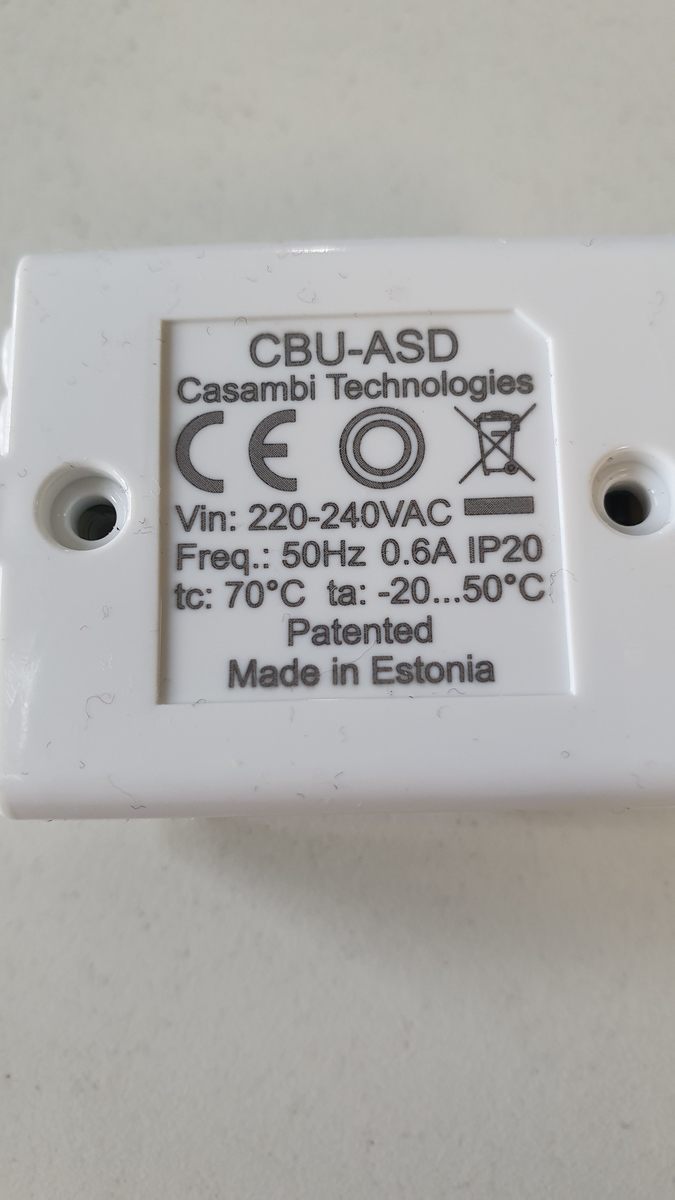 CBU-ASD
Casambi Technologies
CE
Vin: 220-240VAC
Freq.: 50Hz 0.6A IP20
tc: 70°C ta: -20...50°C
Patented
Made in Estonia